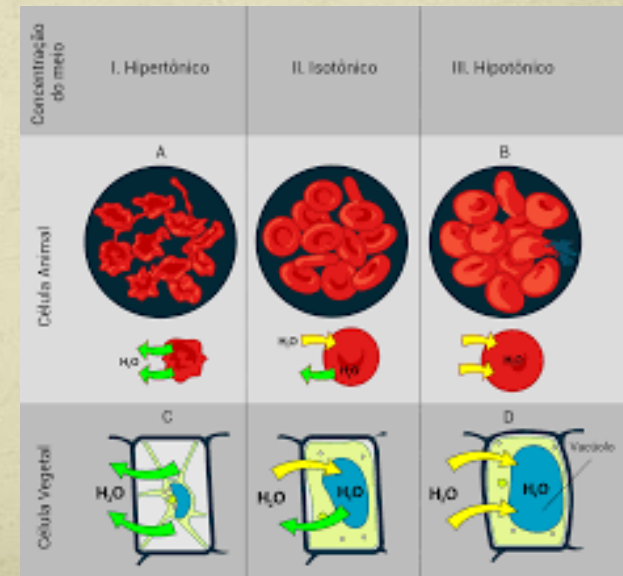 Concentração
do meio
I. Hipertônico
II. Isotônico
III. Hipotônico
Célula Animal
A
B
H₂O
H₂O
H₂O
H₂O
Célula Vegetal
C
D
H₂O
H₂O
H₂O
H₂O
H₂O
Vacúolo